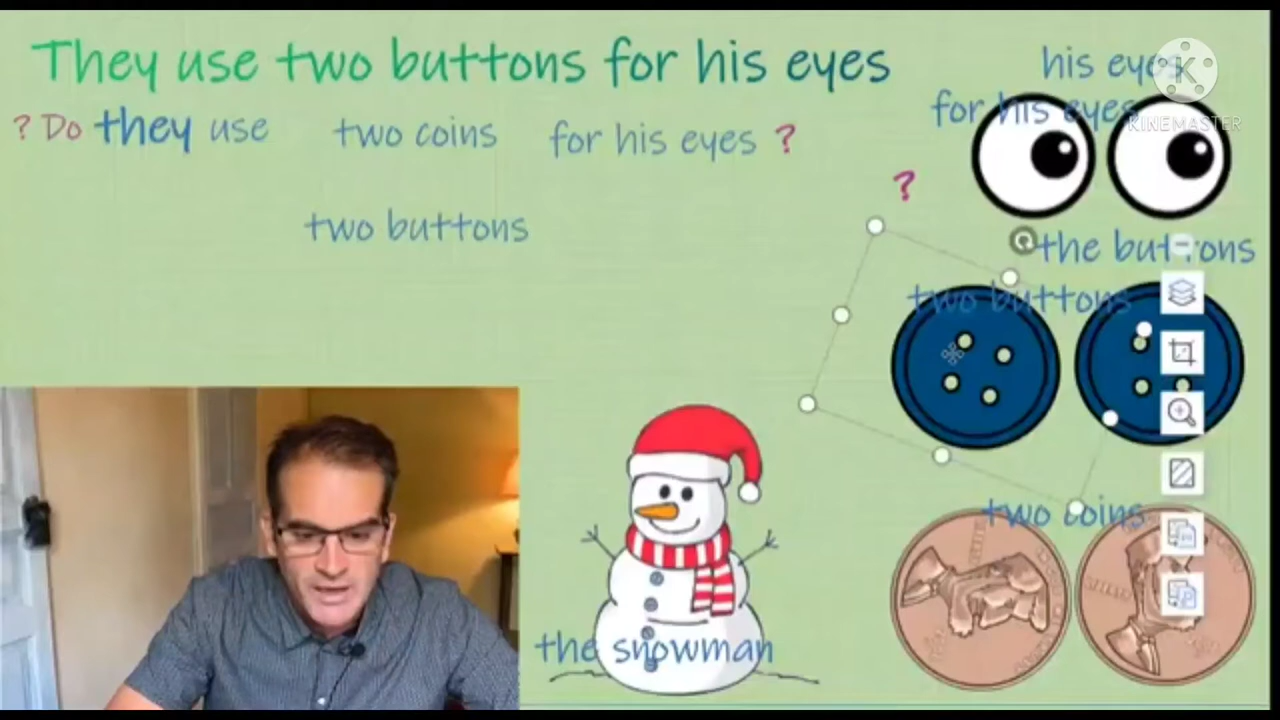 They use two buttons for his eyes
his eyes
for his eyes
KINEMASTER
? Do they use two coins for his eyes ?
?
two buttons
the buttons
two buttons
two coins
the snowman